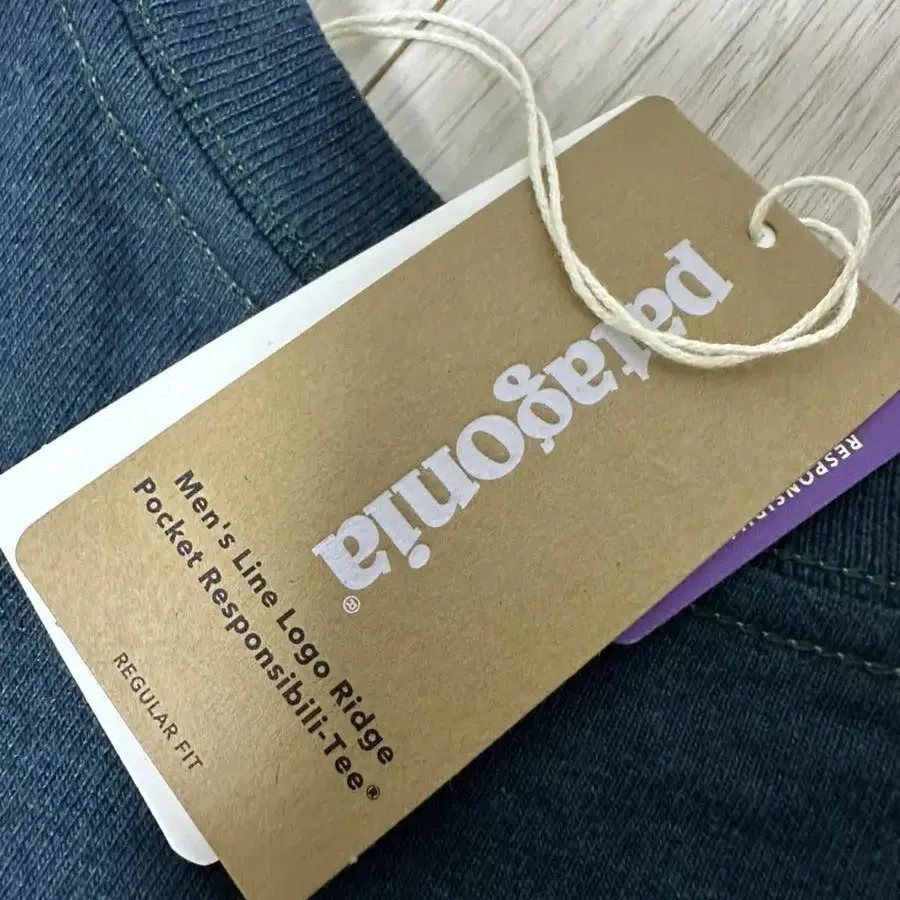 patagonia®
Men's Line Logo Ridge
Pocket Responsibili-Tee®
REGULAR FIT